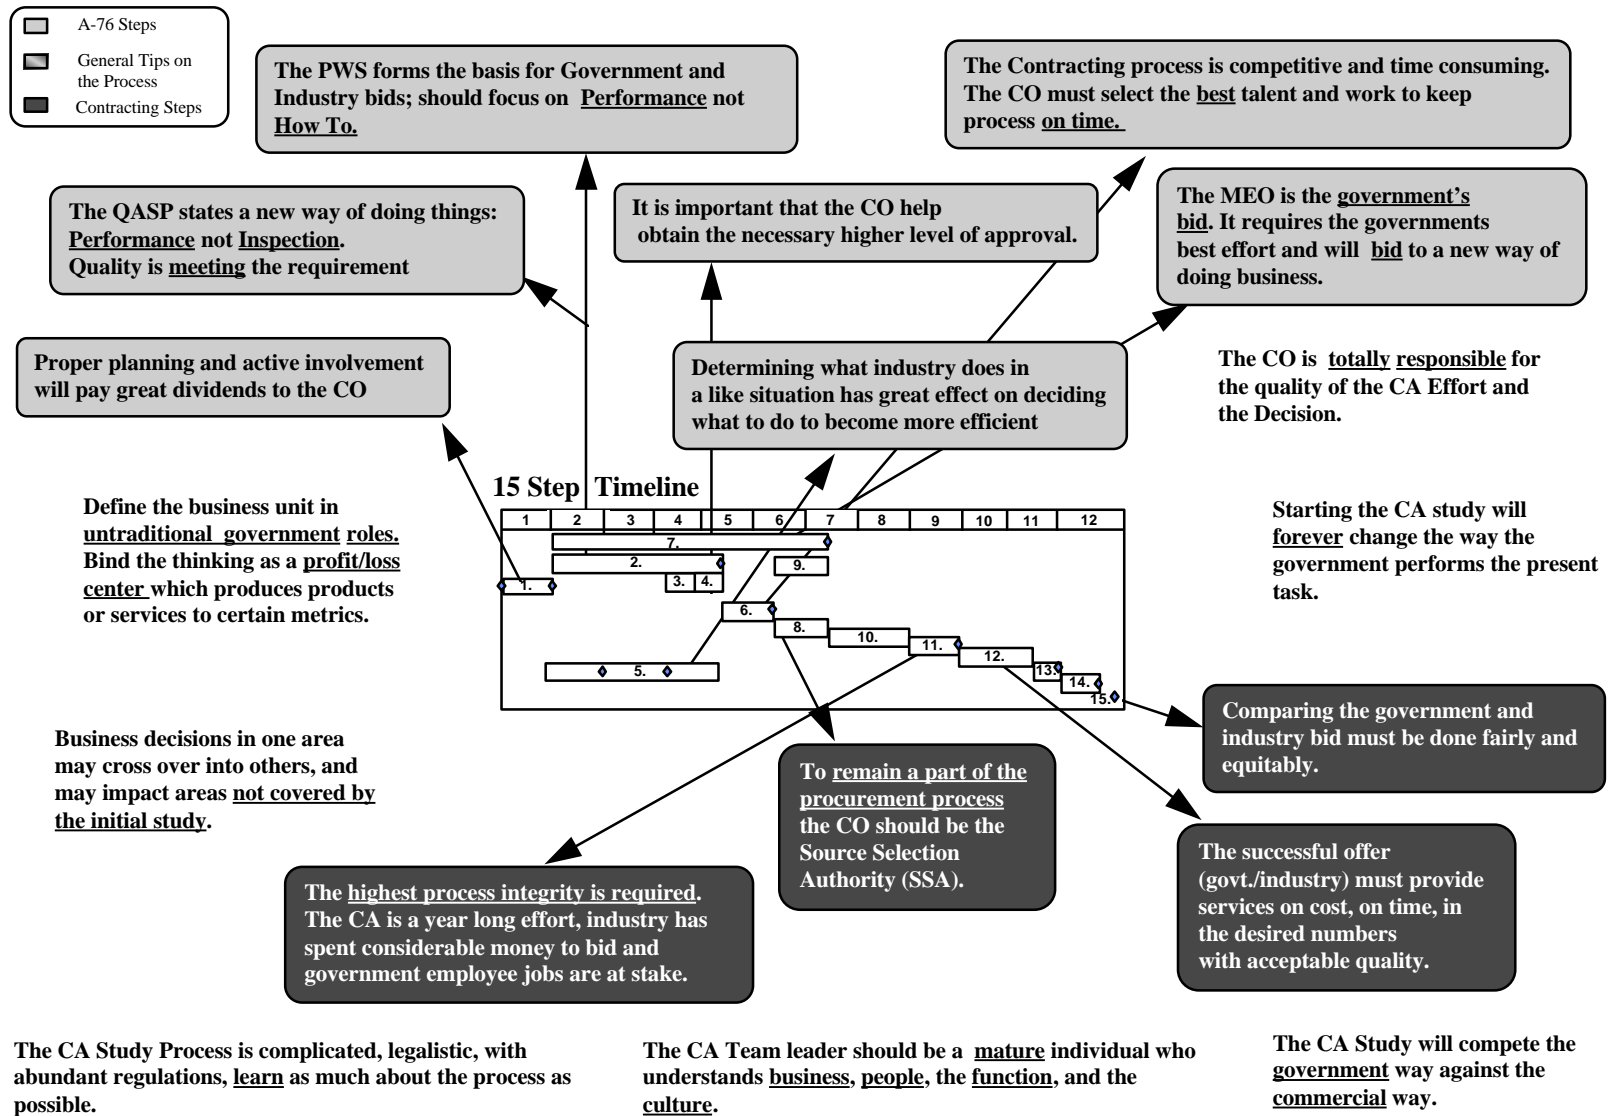 A-76 Steps
General Tips on
the Process
Contracting Steps
The PWS forms the basis for Government and
Industry bids; should focus on Performance not
How To.
The Contracting process is competitive and time consuming.
The CO must select the best talent and work to keep
process on time.
The QASP states a new way of doing things:
Performance not Inspection.
Quality is meeting the requirement
It is important that the CO help
obtain the necessary higher level of approval.
The MEO is the government's
bid. It requires the governments
best effort and will bid to a new way of
doing business.
Proper planning and active involvement
will pay great dividends to the CO
Determining what industry does in
a like situation has great effect on deciding
what to do to become more efficient
The CO is totally responsible for
the quality of the CA Effort and
the Decision.
Define the business unit in
untraditional government roles.
Bind the thinking as a profit/loss
center which produces products
or services to certain metrics.
15 Step Timeline
1 2 3 4 5 6 7 8 9 10 11 12
7.
2.
9.
3. 4.
1.
6.
8.
10.
11.
12.
5.
13.
14.
15.
Starting the CA study will
forever change the way the
government performs the present
task.
Business decisions in one area
may cross over into others, and
may impact areas not covered by
the initial study.
Comparing the government and
industry bid must be done fairly and
equitably.
To remain a part of the
procurement process
the CO should be the
Source Selection
Authority (SSA).
The successful offer
(govt./industry) must provide
services on cost, on time, in
the desired numbers
with acceptable quality.
The highest process integrity is required.
The CA is a year long effort, industry has
spent considerable money to bid and
government employee jobs are at stake.
The CA Study Process is complicated, legalistic, with
abundant regulations, learn as much about the process as
possible.
The CA Team leader should be a mature individual who
understands business, people, the function, and the
culture.
The CA Study will compete the
government way against the
commercial way.